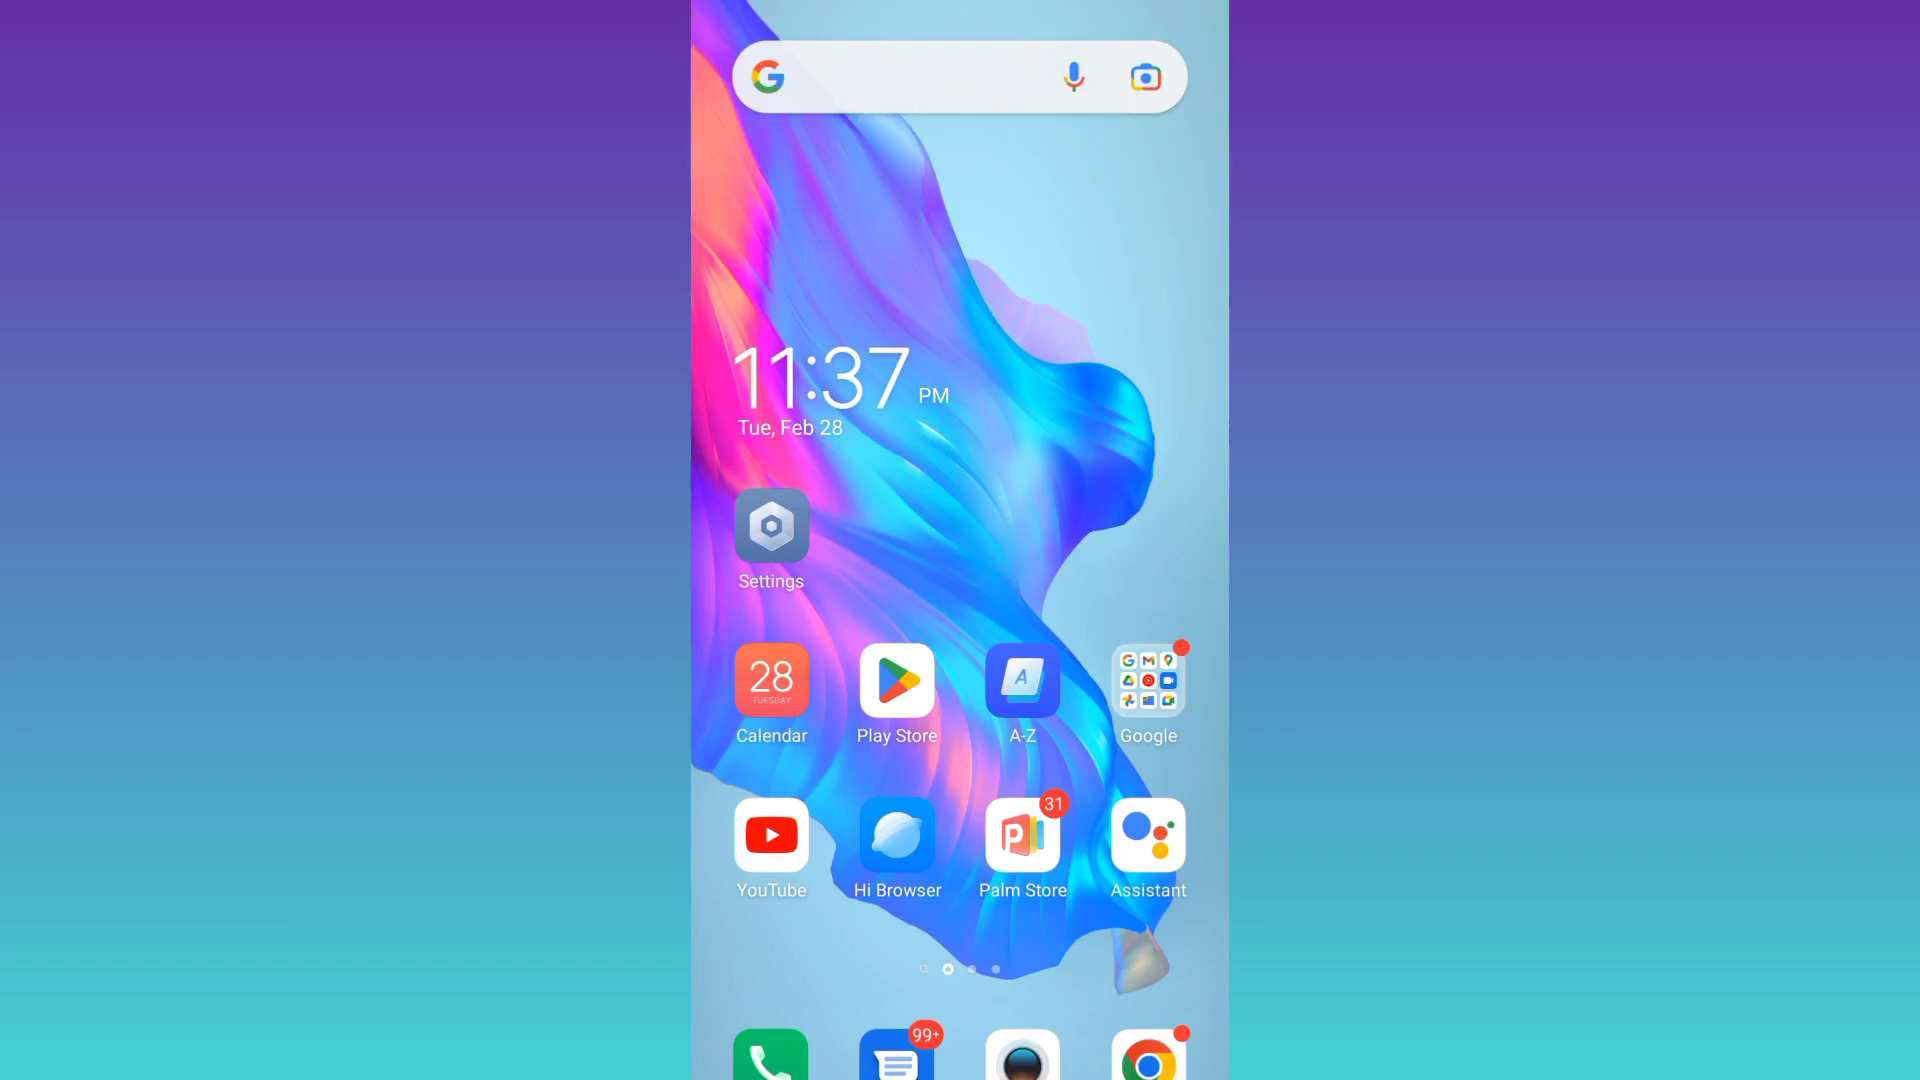 11:37 PM
Tue, Feb 28
Settings
28
TUESDAY
Calendar
Play Store
A
A-Z
Google
31
P
YouTube
Hi Browser
Palm Store
Assistant
99+